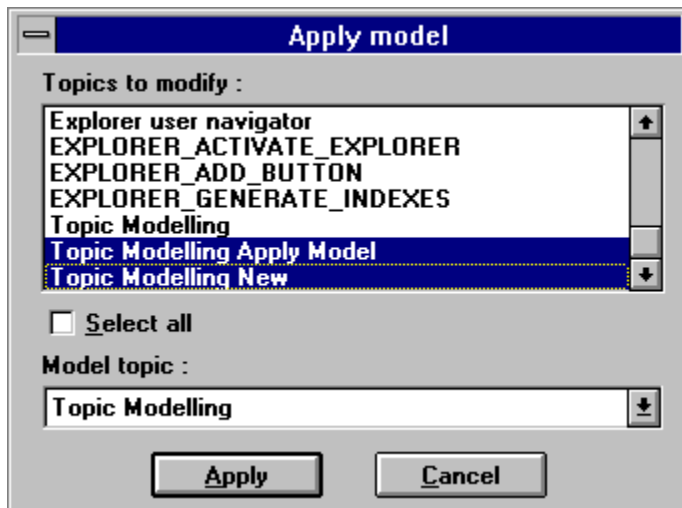 Apply model
Topics to modify :
Explorer user navigator
EXPLORER_ACTIVATE_EXPLORER
EXPLORER_ADD_BUTTON
EXPLORER_GENERATE_INDEXES
Topic Modelling
Topic Modelling Apply Model
Topic Modelling New
Select all
Model topic :
Topic Modelling
Apply
Cancel